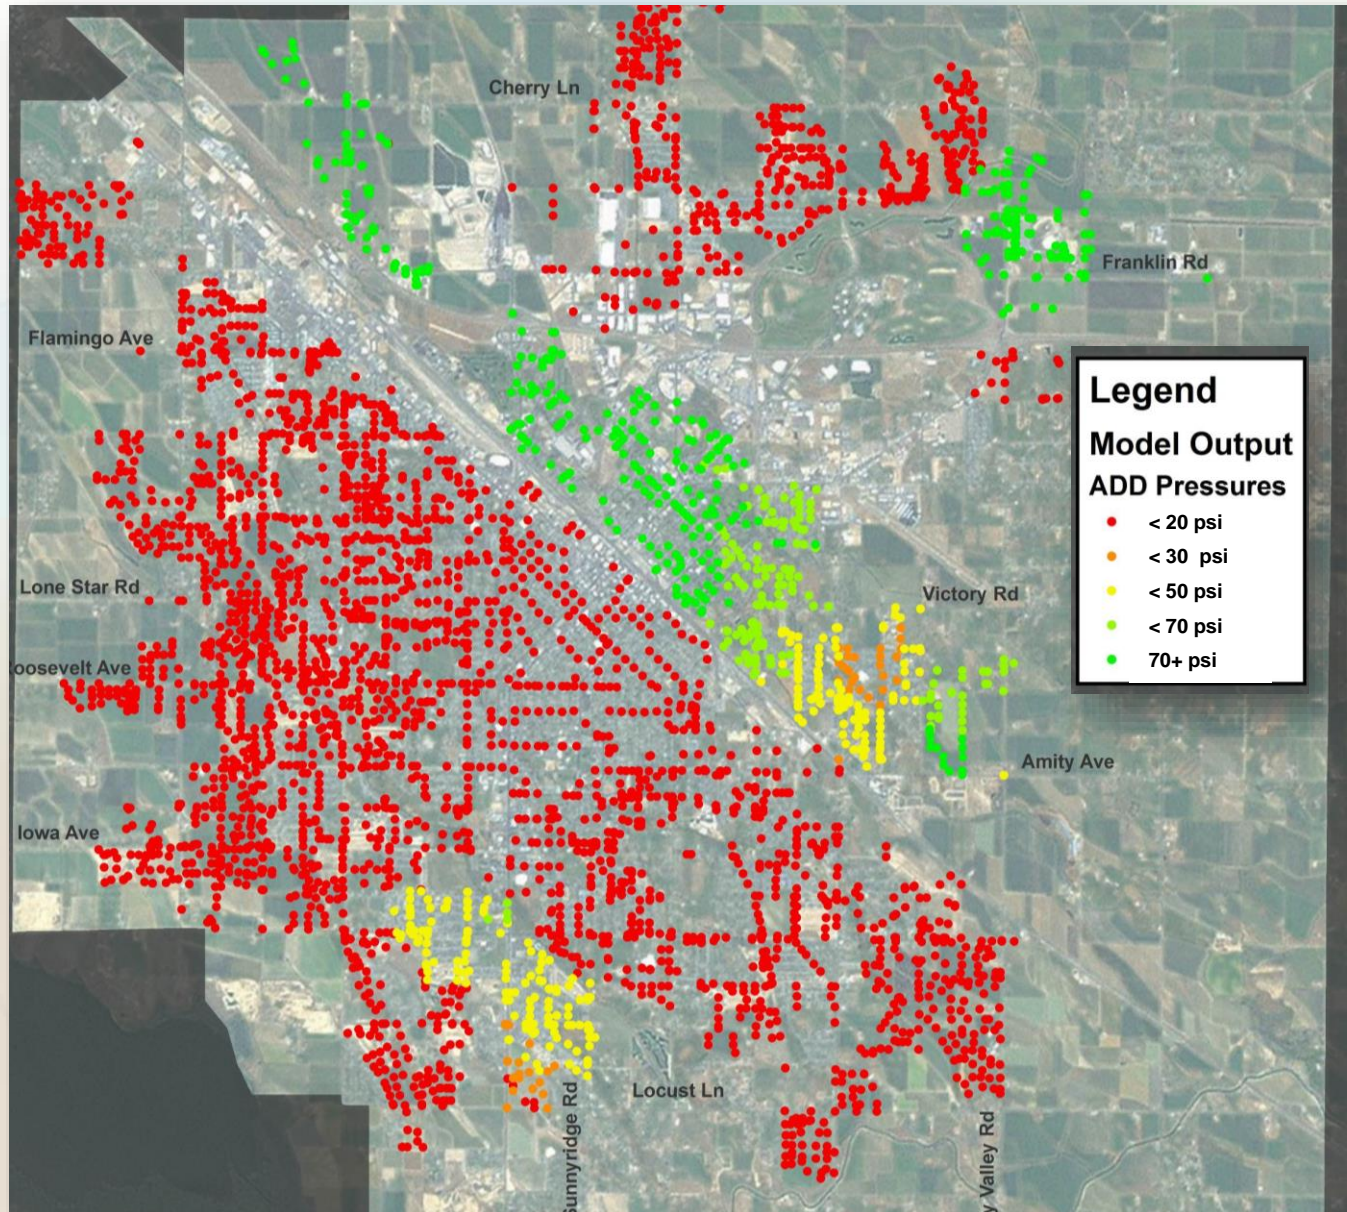 Cherry Ln
Franklin Rd
Flamingo Ave
Legend
Model Output
ADD Pressures
< 20 psi
< 30 psi
< 50 psi
< 70 psi
70+ psi
Lone Star Rd
Victory Rd
oosevelt Ave
Amity Ave
Iowa Ave
Locust Ln
Sunnyridge Rd
y Valley Rd